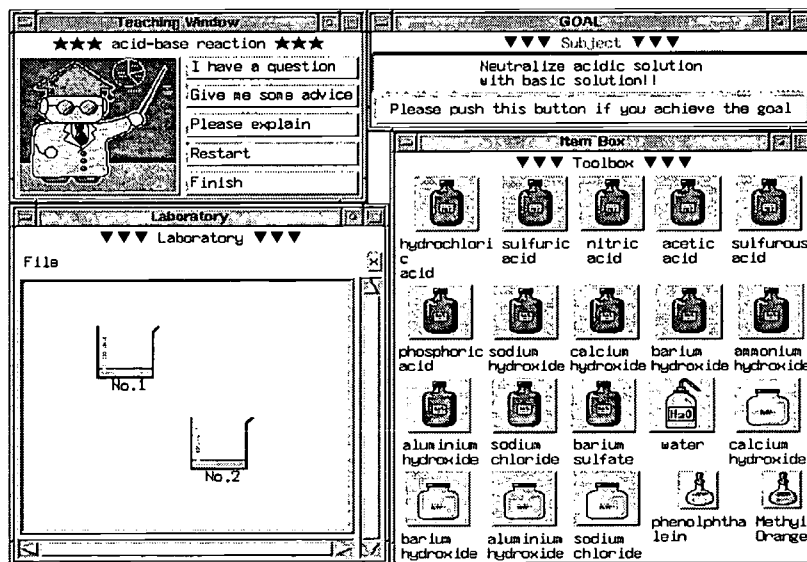 Teaching Window
★★★ acid-base reaction ★★★
I have a question
Give me some advice
Please explain
Restart
Finish
GOAL
▼▼▼ Subject ▼▼▼
Neutralize acidic solution
with basic solution!!
Please push this button if you achieve the goal
Laboratory
▼▼▼ Laboratory ▼▼▼
File
No.1
No.2
Item Box
▼▼▼ Toolbox ▼▼▼
hydrochlori
c
acid
sulfuric
acid
nitric
acid
acetic
acid
sulfurous
acid
phosphoric
acid
sodium
hydroxide
calcium
hydroxide
barium
hydroxide
ammonium
hydroxide
aluminium
hydroxide
sodium
chloride
barium
sulfate
H2O
water
calcium
hydroxide
barium
hydroxide
aluminium
hydroxide
sodium
chloride
phenolphtha
lein
Methyl
Orange